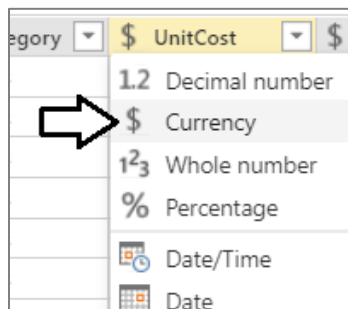 egory $ UnitCost $
1.2 Decimal number
$ Currency
1²3 Whole number
% Percentage
Date/Time
Date